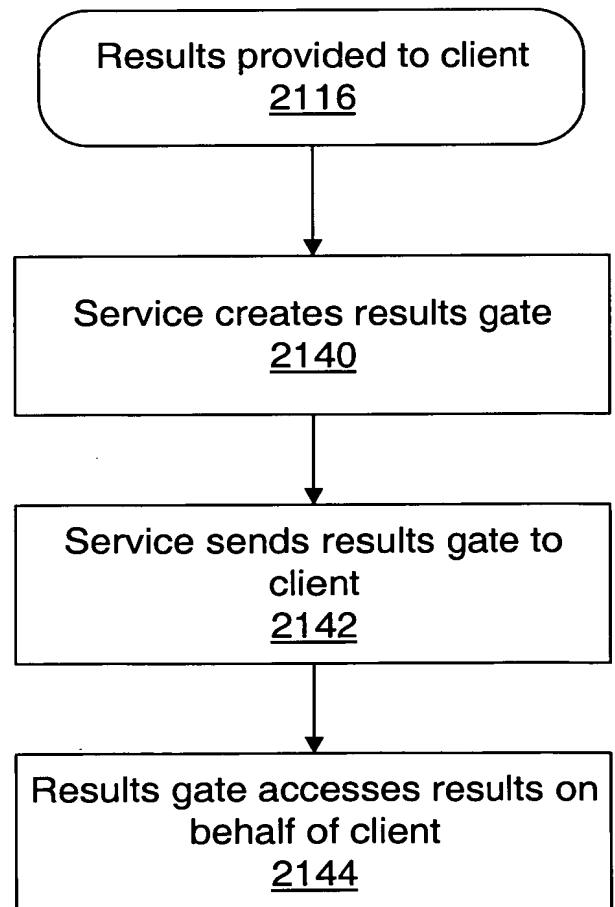 Results provided to client
2116
Service creates results gate
2140
Service sends results gate to
client
2142
Results gate accesses results on
behalf of client
2144